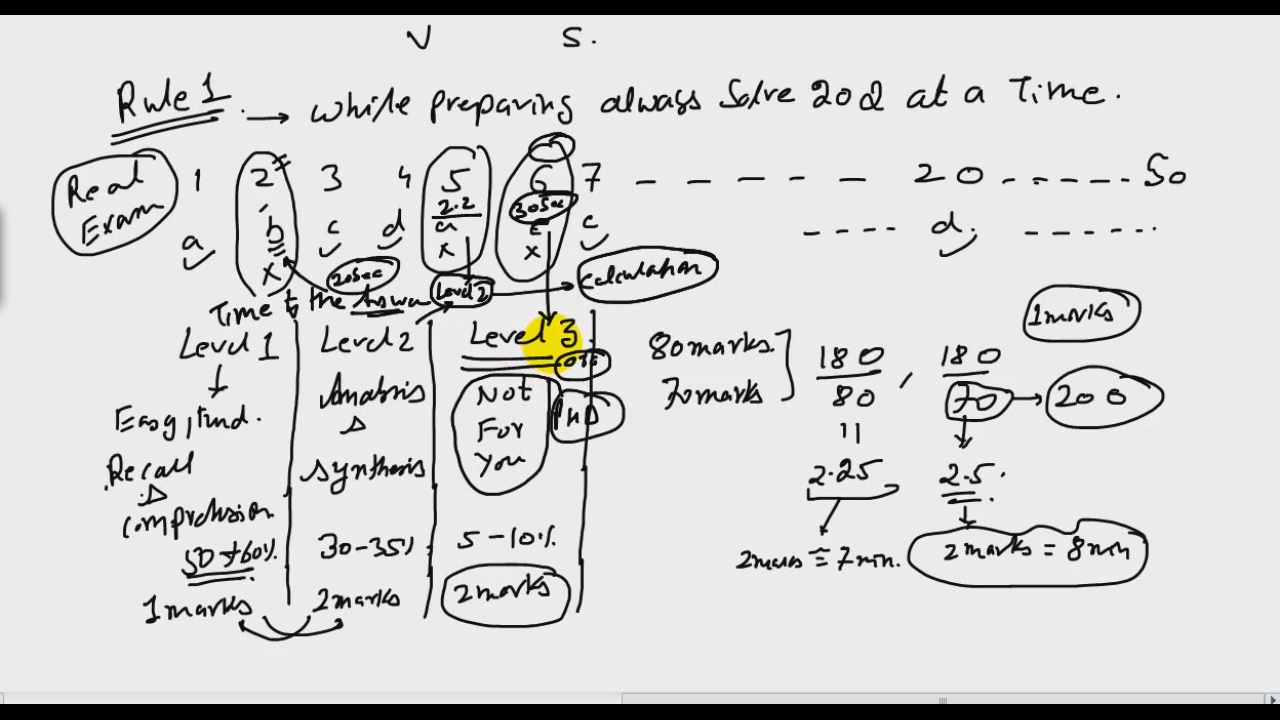 V S.
Rule 1 → while preparing always Solve 20Q at a Time.
Real Exam 1 2 3 4 5 6 7 — — — — — 20 ...... 50
a b c d 2.2 a 30Sec E c ---- d. ------
✓ x ✓ ✓ x x ✓ ✓
20Sec Level 2 → Calculation
Time to the
Level 1 Level 2 Level 3
Easy, fund. Analisis Not For You PHD
Recall
comprehension synthesis
50 → 60% 30-35% 5-10%
1 marks 2 marks 2 marks
1 marks
80 marks. 180/80 , 180/70 → 200
70 marks
2.25 2.5
2 marks ≈ 7 min. 2 marks = 8 min